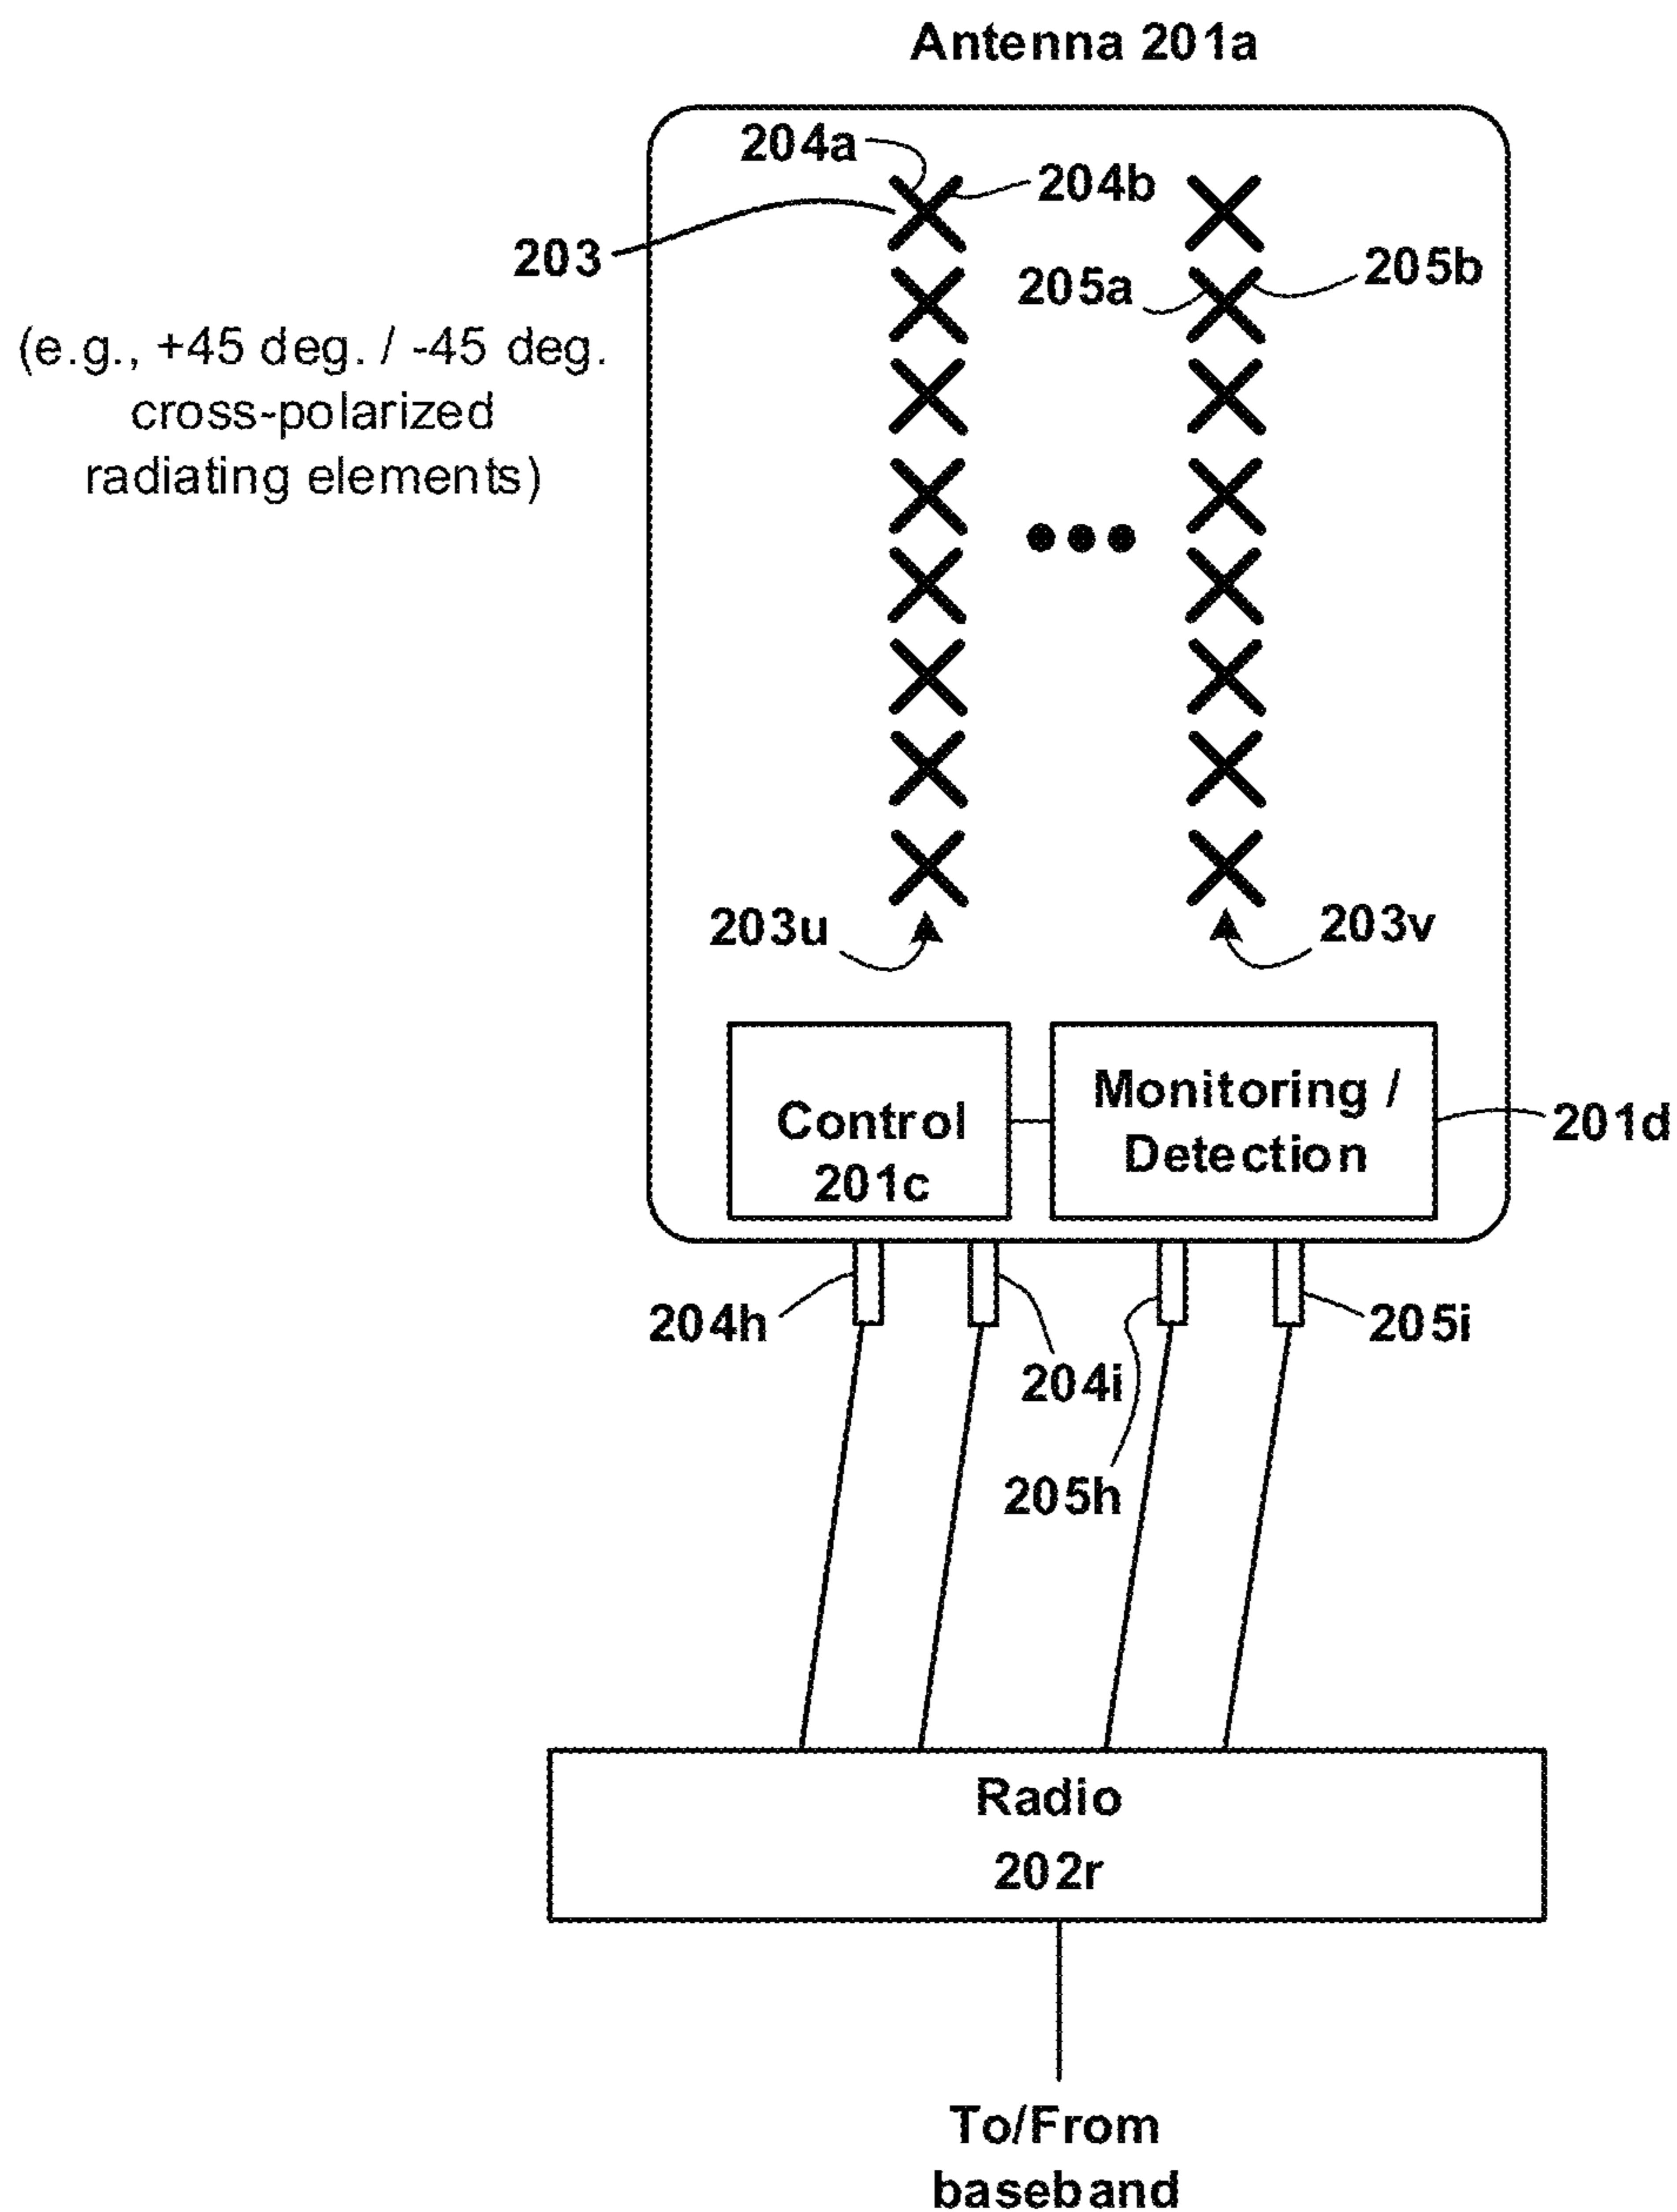 Antenna 201a
204a
204b
203
205a
205b
(e.g., +45 deg. / -45 deg.
cross-polarized
radiating elements)
203u
203v
Control
201c
Monitoring /
Detection
201d
204h
204i
205h
205i
Radio
202r
To/From
baseband